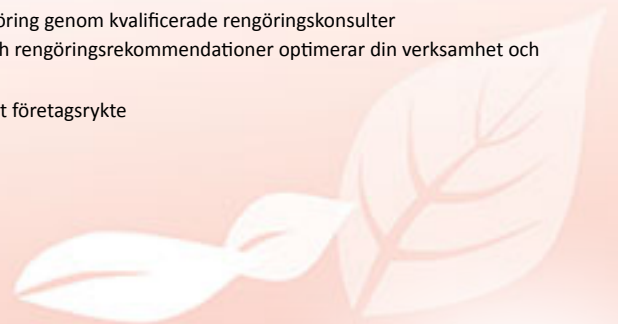 öring genom kvalificerade rengöringskonsulter
h rengöringsrekommendationer optimerar din verksamhet och
t företagsrykte